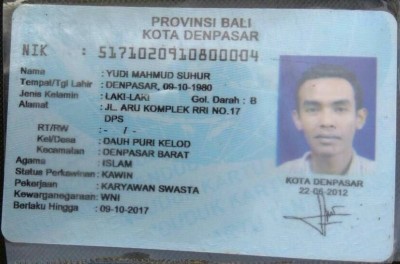 PROVINSI BALI
KOTA DENPASAR
NIK : 5171020910800004
Nama : YUDI MAHMUD SUHUR
Tempat/Tgl Lahir : DENPASAR, 09-10-1980
Jenis Kelamin : LAKI-LAKI Gol. Darah : B
Alamat : JL. ARU KOMPLEK RRI NO.17
DPS
RT/RW : - / -
Kel/Desa : DAUH PURI KELOD
Kecamatan : DENPASAR BARAT
Agama : ISLAM
Status Perkawinan : KAWIN
Pekerjaan : KARYAWAN SWASTA
Kewarganegaraan: WNI
Berlaku Hingga : 09-10-2017
KOTA DENPASAR
22-06-2012